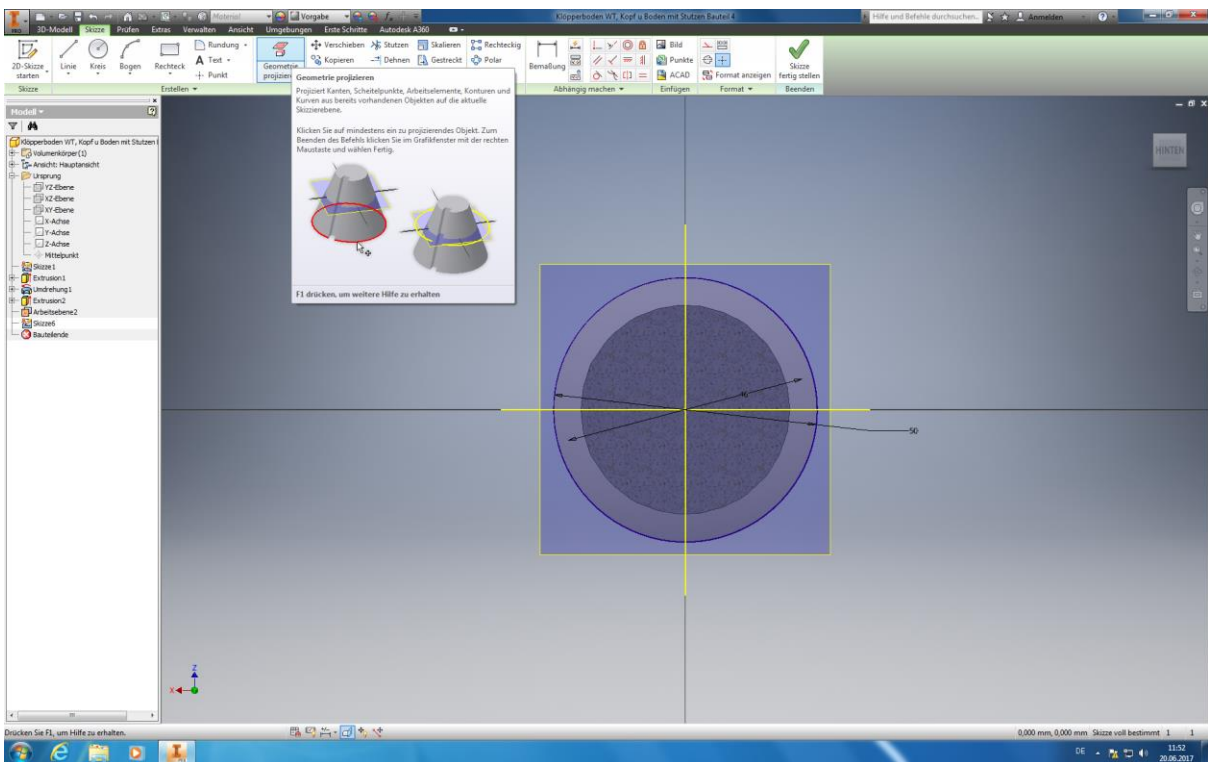 Material
Vorgabe
Klöpperboden WT, Kopf u Boden mit Stutzen Bauteil 4
Hilfe und Befehle durchsuchen...
Anmelden
PRO
3D-Modell Skizze Prüfen Extras Verwalten Ansicht Umgebungen Erste Schritte Autodesk A360
2D-Skizze starten
Linie
Kreis
Bogen
Rechteck
Rundung
Text
Punkt
Geometrie
Verschieben Stutzen Skalieren Rechteckig
Kopieren Dehnen Gestreckt Polar
Bemaßung
Bild
Punkte
ACAD
Format anzeigen
Skizze fertig stellen
Skizze Erstellen Abhängig machen Einfügen Format Beenden
Geometrie projizieren
Projiziert Kanten, Scheitelpunkte, Arbeitselemente, Konturen und
Kurven aus bereits vorhandenen Objekten auf die aktuelle
Skizzierebene.
Klicken Sie auf mindestens ein zu projizierendes Objekt. Zum
Beenden des Befehls klicken Sie im Grafikfenster mit der rechten
Maustaste und wählen Fertig.
F1 drücken, um weitere Hilfe zu erhalten
Modell
Klöpperboden WT, Kopf u Boden mit Stutzen
Volumenkörper(1)
Ansicht: Hauptansicht
Ursprung
YZ-Ebene
XZ-Ebene
XY-Ebene
X-Achse
Y-Achse
Z-Achse
Mittelpunkt
Skizze1
Extrusion1
Umdrehung1
Extrusion2
Arbeitsebene2
Skizze6
Bauteilende
HINTEN
46
50
Z
X
Drücken Sie F1, um Hilfe zu erhalten.
0,000 mm, 0,000 mm Skizze voll bestimmt 1 1
DE
11:52
20.06.2017